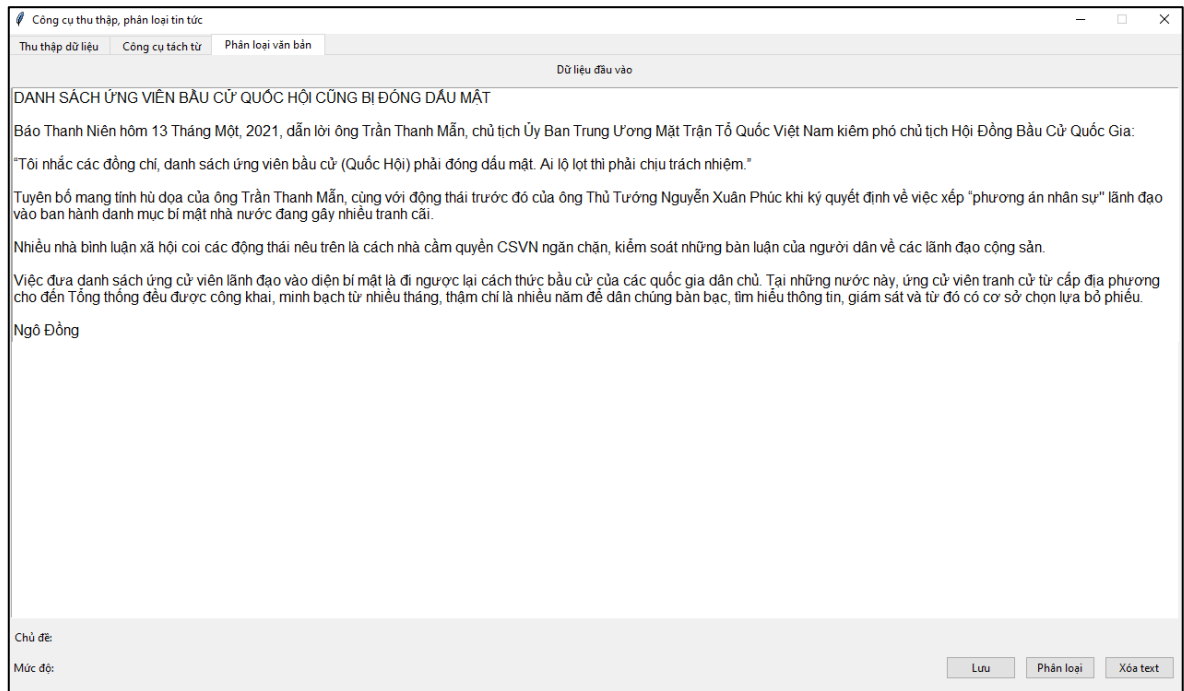 Công cụ thu thập, phân loại tin tức
Thu thập dữ liệu Công cụ tách từ Phân loại văn bản
Dữ liệu đầu vào
DANH SÁCH ỨNG VIÊN BẦU CỬ QUỐC HỘI CŨNG BỊ ĐÓNG DẤU MẬT
Báo Thanh Niên hôm 13 Tháng Một, 2021, dẫn lời ông Trần Thanh Mẫn, chủ tịch Ủy Ban Trung Ương Mặt Trận Tổ Quốc Việt Nam kiêm phó chủ tịch Hội Đồng Bầu Cử Quốc Gia:
“Tôi nhắc các đồng chí, danh sách ứng viên bầu cử (Quốc Hội) phải đóng dấu mật. Ai lộ lọt thì phải chịu trách nhiệm.”
Tuyên bố mang tính hù dọa của ông Trần Thanh Mẫn, cùng với động thái trước đó của ông Thủ Tướng Nguyễn Xuân Phúc khi ký quyết định về việc xếp “phương án nhân sự" lãnh đạo
vào ban hành danh mục bí mật nhà nước đang gây nhiều tranh cãi.
Nhiều nhà bình luận xã hội coi các động thái nêu trên là cách nhà cầm quyền CSVN ngăn chặn, kiểm soát những bàn luận của người dân về các lãnh đạo cộng sản.
Việc đưa danh sách ứng cử viên lãnh đạo vào diện bí mật là đi ngược lại cách thức bầu cử của các quốc gia dân chủ. Tại những nước này, ứng cử viên tranh cử từ cấp địa phương
cho đến Tổng thống đều được công khai, minh bạch từ nhiều tháng, thậm chí là nhiều năm để dân chúng bàn bạc, tìm hiểu thông tin, giám sát và từ đó có cơ sở chọn lựa bỏ phiếu.
Ngô Đồng
Chủ đề:
Mức độ:
Lưu Phân loại Xóa text